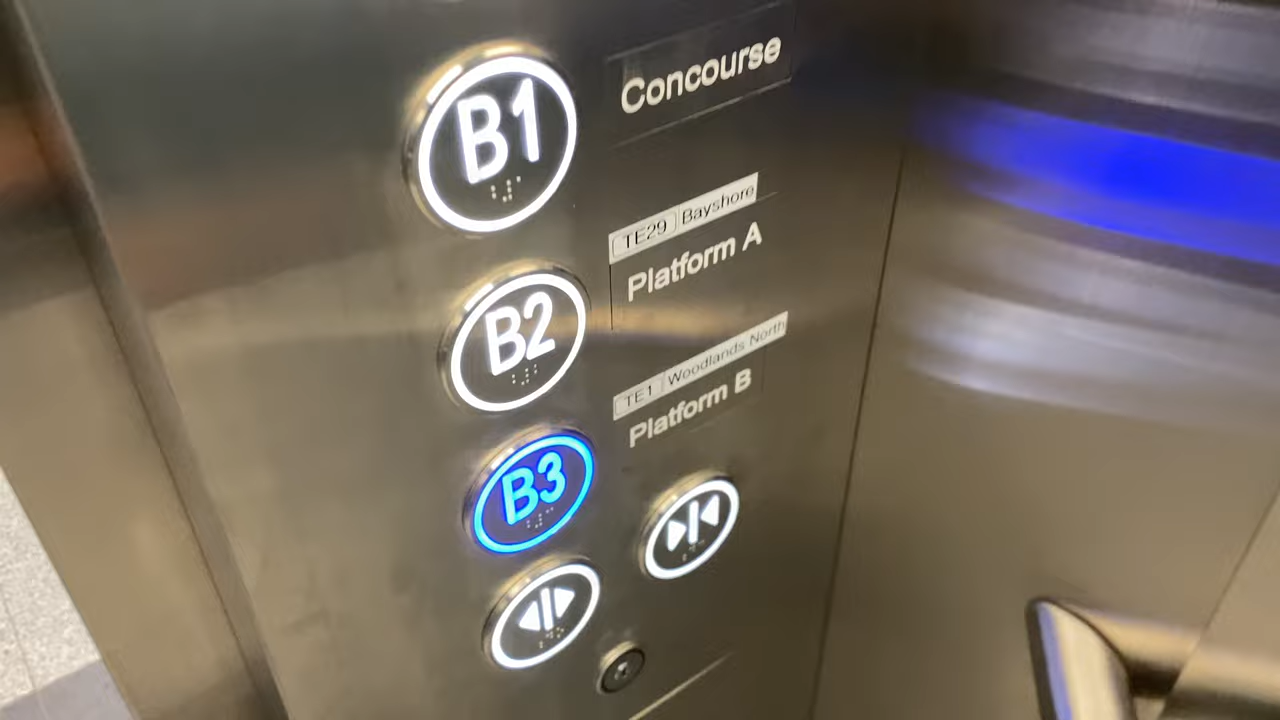 B1 Concourse
TE29 Bayshore
B2 Platform A
TE1 Woodlands North
B3 Platform B